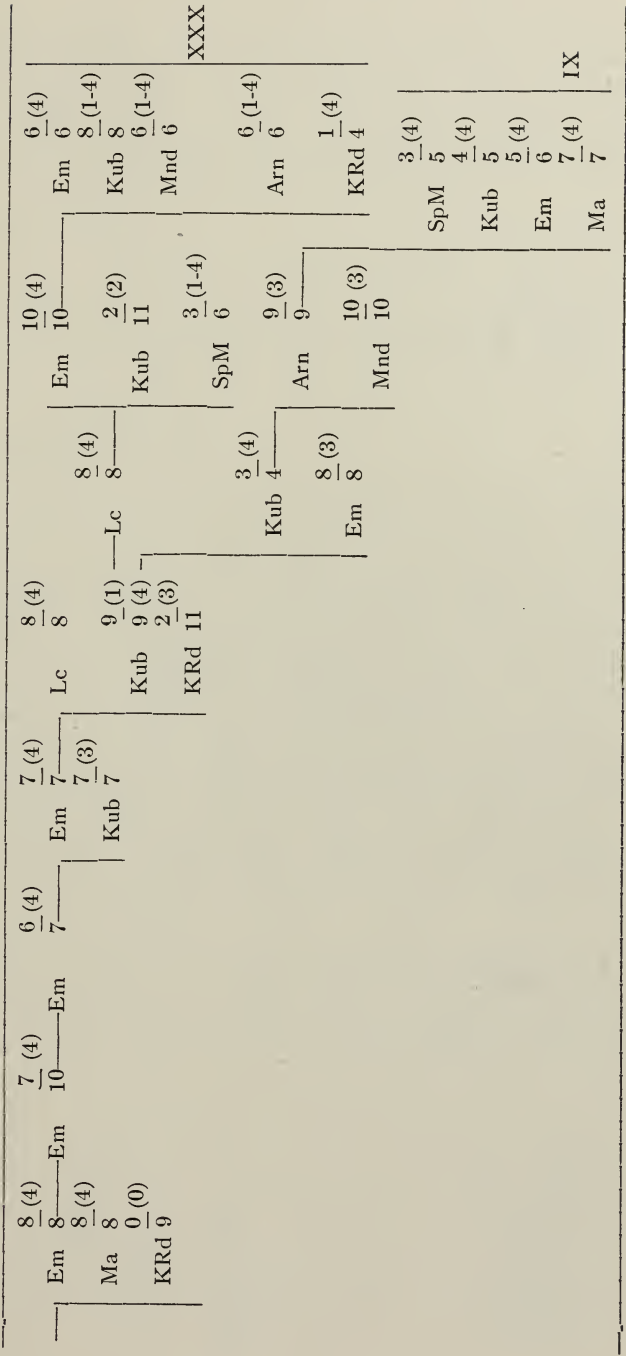 8 (4) 7 (4) 6 (4) 7 (4) 8 (4) 10 (4) 6 (4)
Em 8 Em 10 Em 7 Em 7 Lc 8 Em 10 Em 6
8 (4) 7 (3) 8 (4) 8 (1-4)
Ma 8 Kub 7 9 (1) Lc 8 2 (2) Kub 8
0 (0) Kub 9 (4) Kub 11 6 (1-4)
KRd 9 2 (3) Mnd 6
KRd 11 3 (1-4) XXX
SpM 6
3 (4) 9 (3) 6 (1-4)
Kub 4 Arn 9 Arn 6
8 (3) 10 (3) 1 (4)
Em 8 KRd 4
Mnd 10
3 (4)
SpM 5
4 (4)
Kub 5
5 (4)
Em 6
7 (4) IX
Ma 7